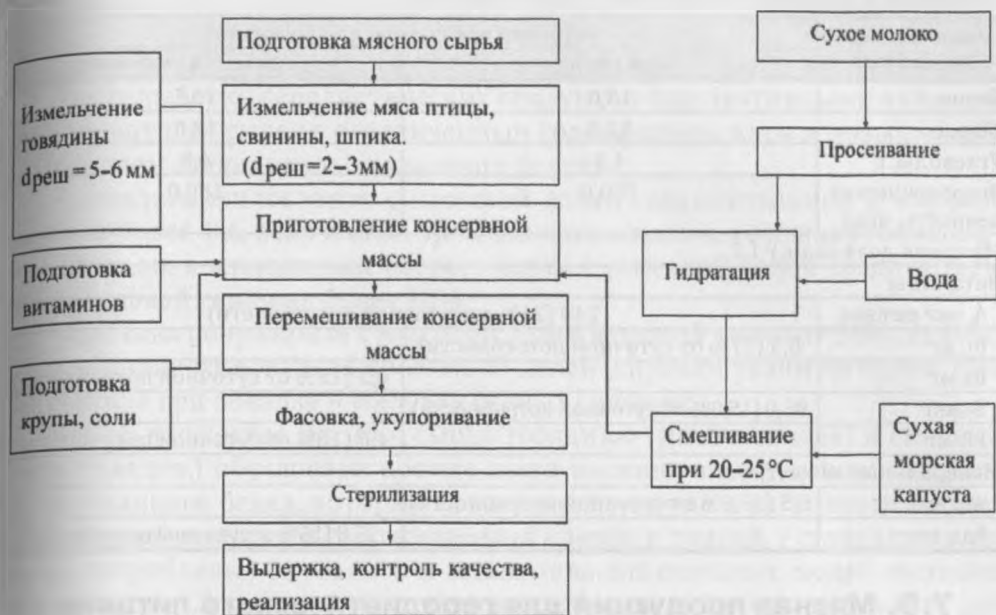 Подготовка мясного сырья
Сухое молоко
Измельчение
говядины
dреш = 5–6 мм
Измельчение мяса птицы,
свинины, шпика.
(dреш=2–3мм)
Просеивание
Приготовление консервной
массы
Подготовка
витаминов
Гидратация
Вода
Перемешивание консервной
массы
Подготовка
крупы, соли
Фасовка, укупоривание
Смешивание
при 20–25°С
Сухая
морская
капуста
Стерилизация
Выдержка, контроль качества,
реализация